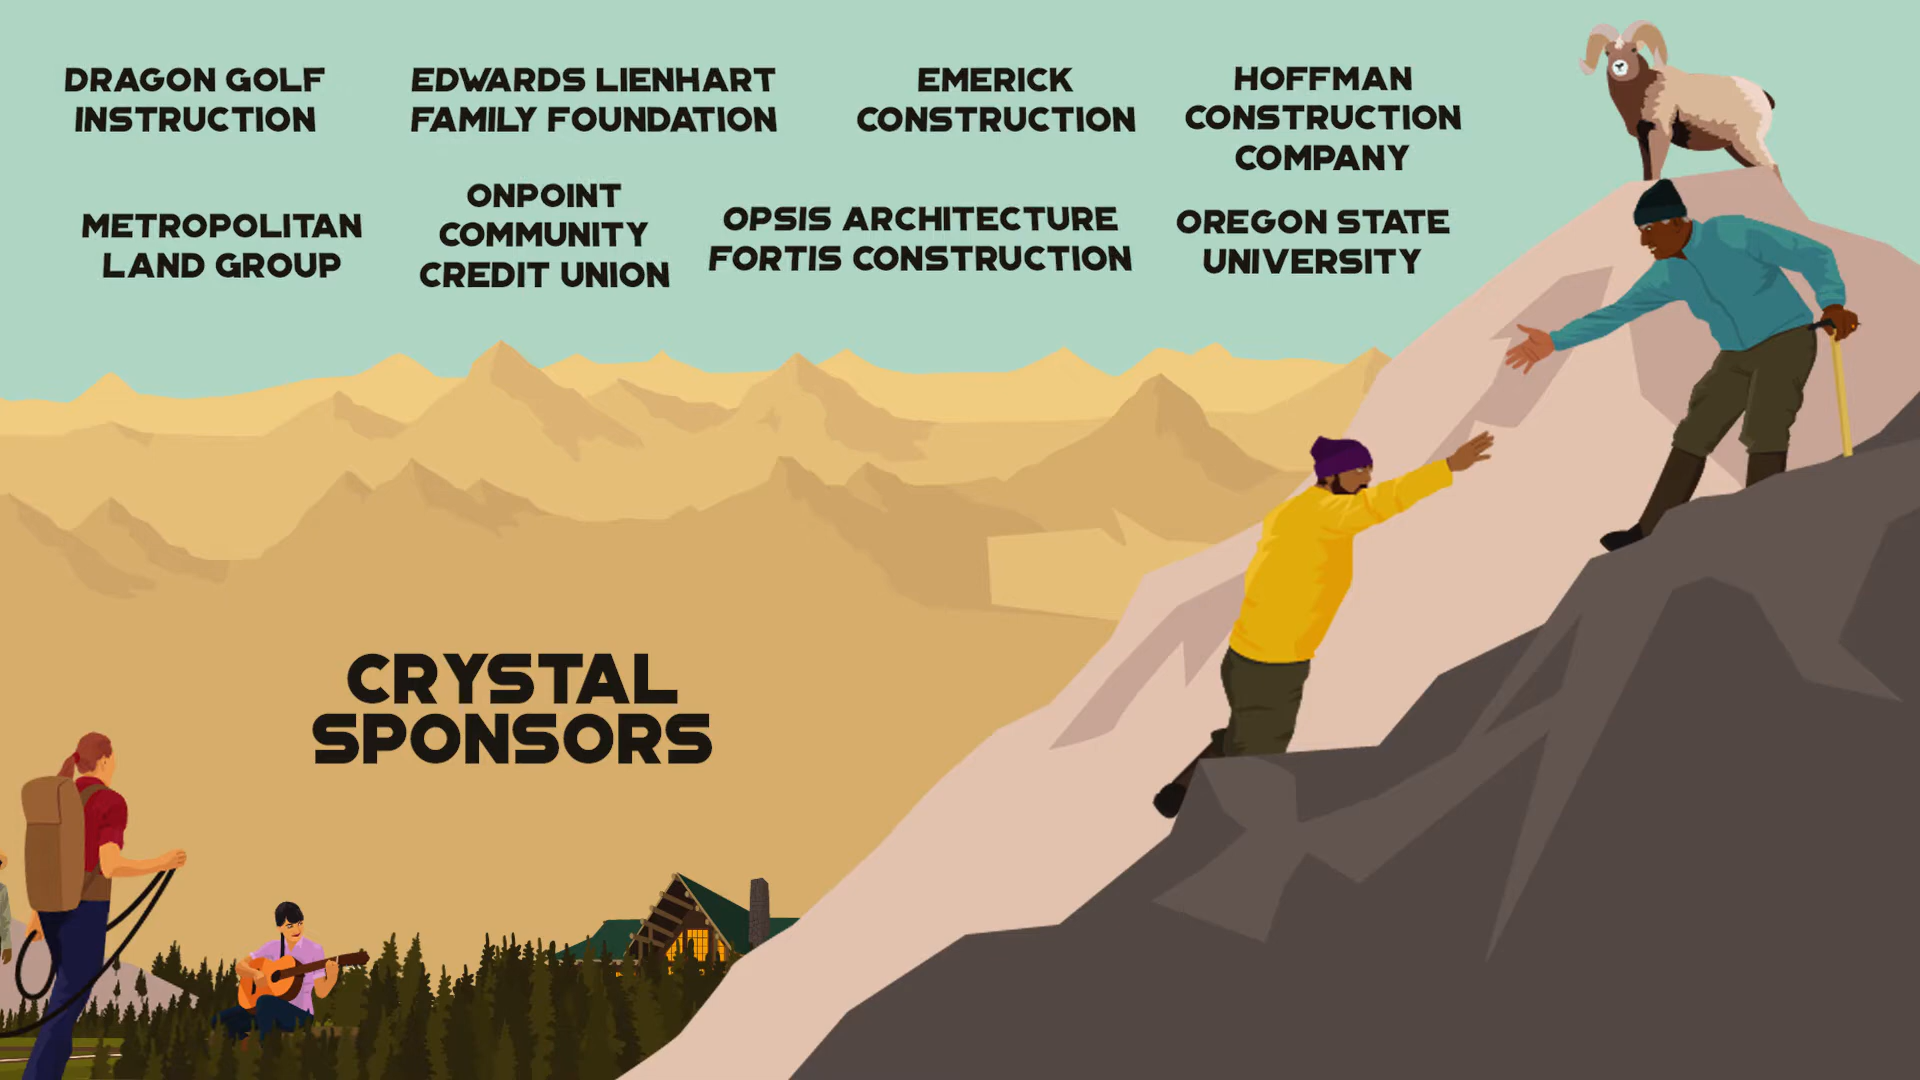 DRAGON GOLF
INSTRUCTION
EDWARDS LIENHART
FAMILY FOUNDATION
EMERICK
CONSTRUCTION
HOFFMAN
CONSTRUCTION
COMPANY
METROPOLITAN
LAND GROUP
ONPOINT
COMMUNITY
CREDIT UNION
OPSIS ARCHITECTURE
FORTIS CONSTRUCTION
OREGON STATE
UNIVERSITY
CRYSTAL
SPONSORS